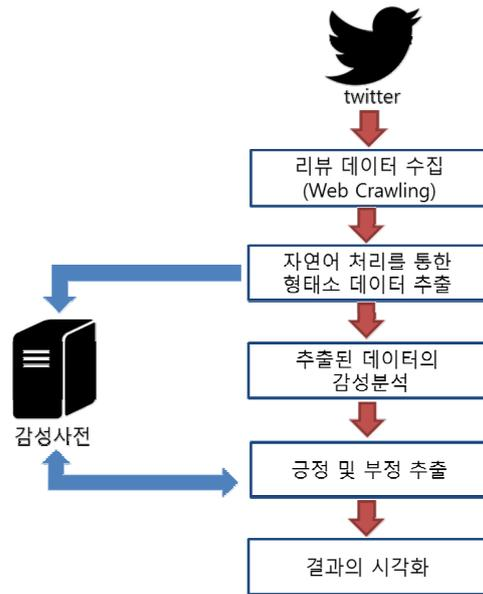 twitter
리뷰 데이터 수집
(Web Crawling)
자연어 처리를 통한
형태소 데이터 추출
추출된 데이터의
감성분석
감성사전
긍정 및 부정 추출
결과의 시각화